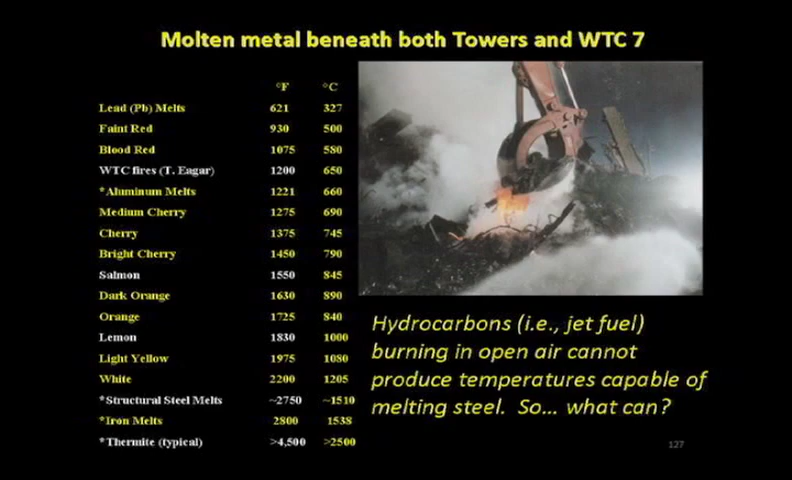 Molten metal beneath both Towers and WTC 7
°F °C
Lead (Pb) Melts 621 327
Faint Red 930 500
Blood Red 1075 580
WTC fires (T. Eagar) 1200 650
*Aluminum Melts 1221 660
Medium Cherry 1275 690
Cherry 1375 745
Bright Cherry 1450 790
Salmon 1550 845
Dark Orange 1630 890
Orange 1725 840
Lemon 1830 1000
Light Yellow 1975 1080
White 2200 1205
*Structural Steel Melts ~2750 ~1510
*Iron Melts 2800 1538
*Thermite (typical) >4,500 >2500
Hydrocarbons (i.e., jet fuel)
burning in open air cannot
produce temperatures capable of
melting steel. So... what can?
127